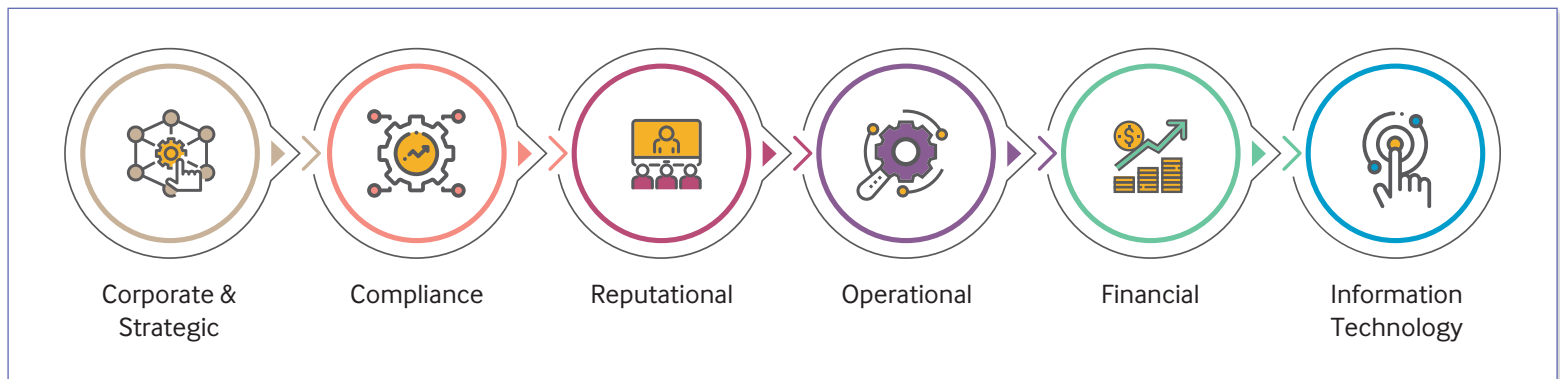 Corporate &
Strategic
Compliance
Reputational
Operational
Financial
Information
Technology